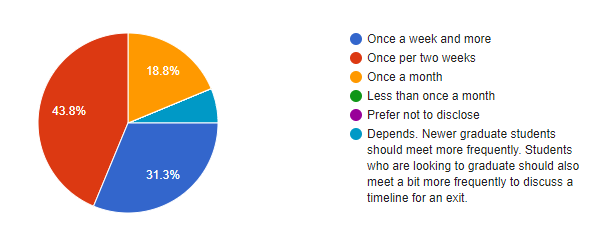 18.8%
43.8%
31.3%
Once a week and more
Once per two weeks
Once a month
Less than once a month
Prefer not to disclose
Depends. Newer graduate students
should meet more frequently. Students
who are looking to graduate should also
meet a bit more frequently to discuss a
timeline for an exit.